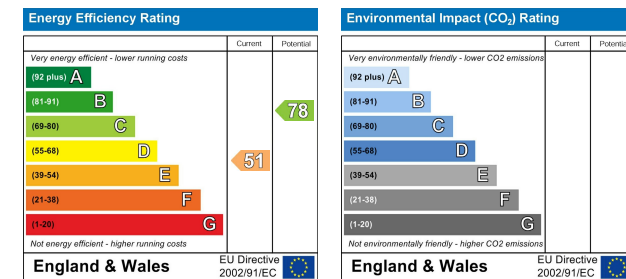 Energy Efficiency Rating
Current Potential
Very energy efficient - lower running costs
(92 plus) A
(81-91) B
78
(69-80) C
(55-68) D
51
(39-54) E
(21-38) F
(1-20) G
Not energy efficient - higher running costs
England & Wales
EU Directive
2002/91/EC
Environmental Impact (CO2) Rating
Current Potential
Very environmentally friendly - lower CO2 emissions
(92 plus) A
(81-91) B
(69-80) C
(55-68) D
(39-54) E
(21-38) F
(1-20) G
Not environmentally friendly - higher CO2 emissions
England & Wales
EU Directive
2002/91/EC